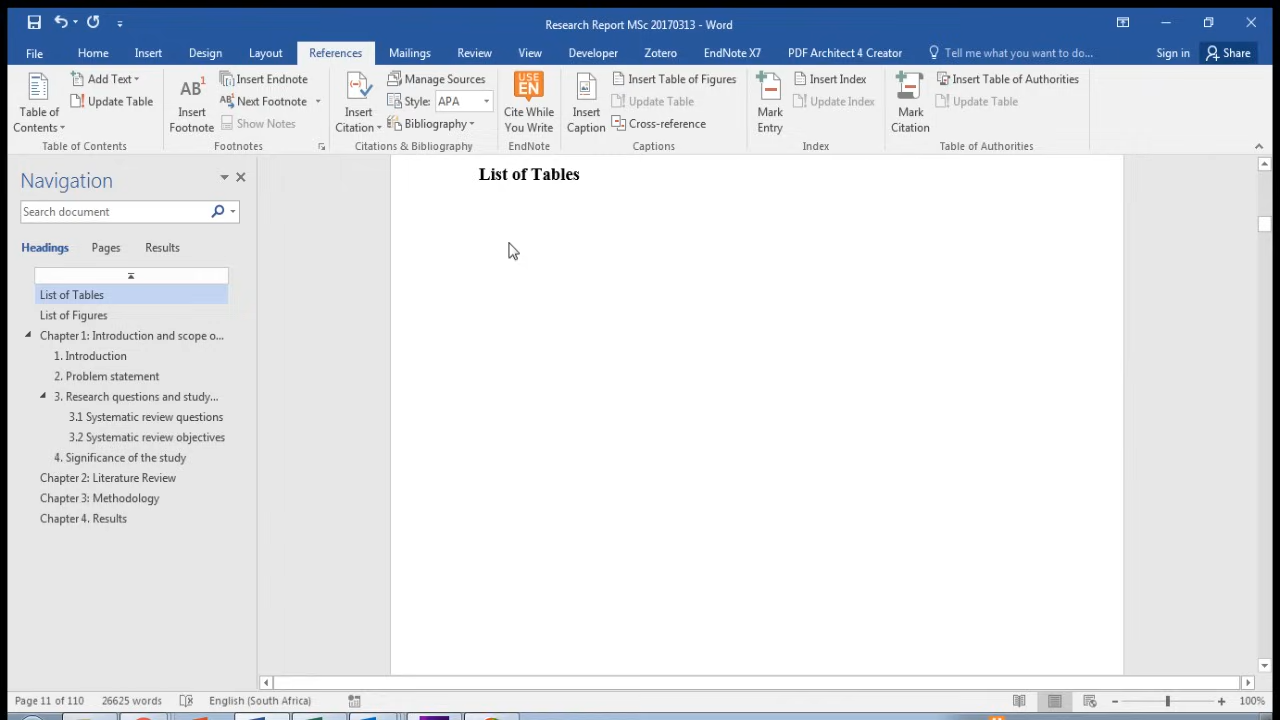 Research Report MSc 20170313 - Word
File Home Insert Design Layout References Mailings Review View Developer Zotero EndNote X7 PDF Architect 4 Creator Tell me what you want to do... Sign in Share
Table of Contents
Add Text
Update Table
Table of Contents
AB¹
Insert Footnote
Insert Endnote
Next Footnote
Show Notes
Footnotes
Insert Citation
Manage Sources
Style: APA
Bibliography
Citations & Bibliography
USE EN
Cite While You Write
EndNote
Insert Caption
Insert Table of Figures
Update Table
Cross-reference
Captions
Mark Entry
Insert Index
Update Index
Index
Mark Citation
Insert Table of Authorities
Update Table
Table of Authorities
Navigation
Search document
Headings Pages Results
List of Tables
List of Figures
Chapter 1: Introduction and scope o...
1. Introduction
2. Problem statement
3. Research questions and study...
3.1 Systematic review questions
3.2 Systematic review objectives
4. Significance of the study
Chapter 2: Literature Review
Chapter 3: Methodology
Chapter 4. Results
List of Tables
Page 11 of 110 26625 words English (South Africa) 100%